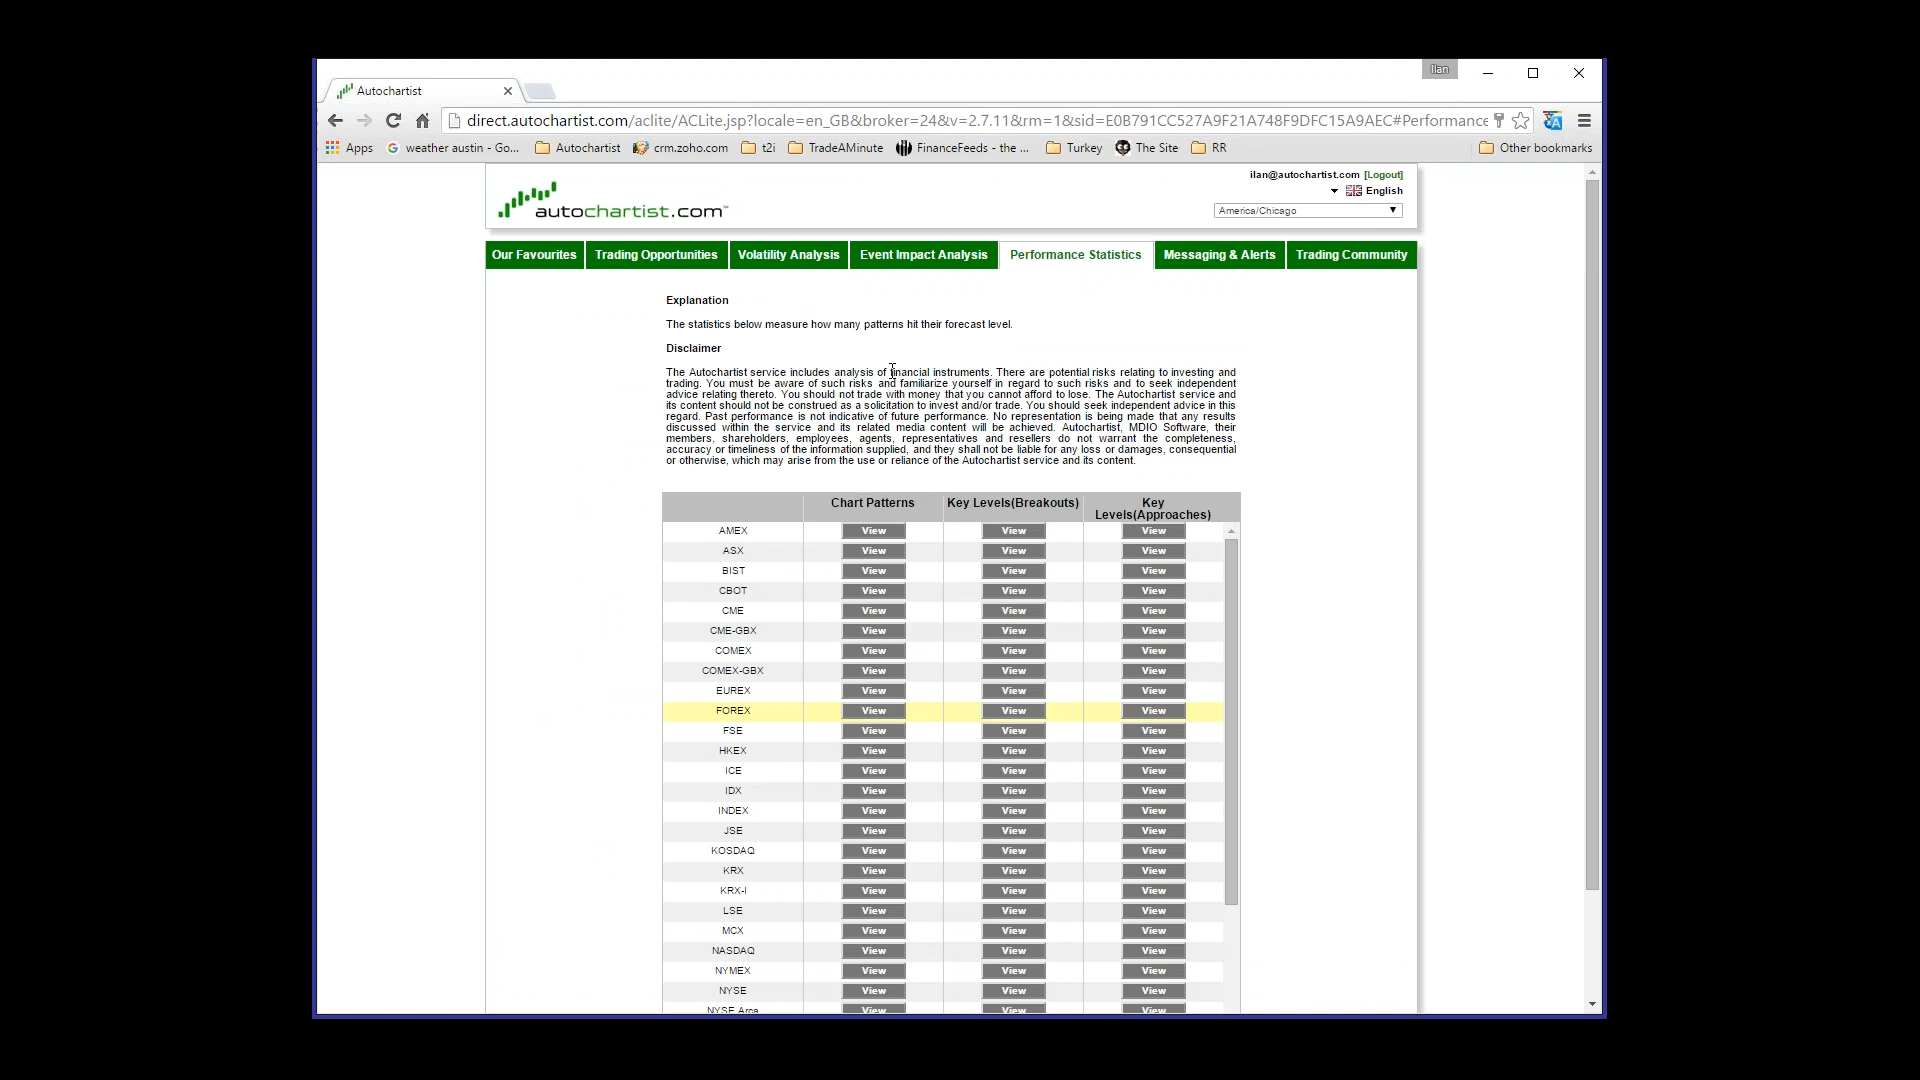 Ilan
Autochartist
direct.autochartist.com/aclite/ACLite.jsp?locale=en_GB&broker=24&v=2.7.11&rm=1&sid=E0B791CC527A9F21A748F9DFC15A9AEC#Performance
Apps weather austin - Go... Autochartist crm.zoho.com t2i TradeAMinute FinanceFeeds - the ... Turkey The Site RR Other bookmarks
ilan@autochartist.com [Logout]
English
autochartist.com™
America/Chicago
Our Favourites Trading Opportunities Volatility Analysis Event Impact Analysis Performance Statistics Messaging & Alerts Trading Community
Explanation
The statistics below measure how many patterns hit their forecast level.
Disclaimer
The Autochartist service includes analysis of financial instruments. There are potential risks relating to investing and
trading. You must be aware of such risks and familiarize yourself in regard to such risks and to seek independent
advice relating thereto. You should not trade with money that you cannot afford to lose. The Autochartist service and
its content should not be construed as a solicitation to invest and/or trade. You should seek independent advice in this
regard. Past performance is not indicative of future performance. No representation is being made that any results
discussed within the service and its related media content will be achieved. Autochartist, MDIO Software, their
members, shareholders, employees, agents, representatives and resellers do not warrant the completeness,
accuracy or timeliness of the information supplied, and they shall not be liable for any loss or damages, consequential
or otherwise, which may arise from the use or reliance of the Autochartist service and its content.
Chart Patterns Key Levels(Breakouts) Key
Levels(Approaches)
AMEX View View View
ASX View View View
BIST View View View
CBOT View View View
CME View View View
CME-GBX View View View
COMEX View View View
COMEX-GBX View View View
EUREX View View View
FOREX View View View
FSE View View View
HKEX View View View
ICE View View View
IDX View View View
INDEX View View View
JSE View View View
KOSDAQ View View View
KRX View View View
KRX-I View View View
LSE View View View
MCX View View View
NASDAQ View View View
NYMEX View View View
NYSE View View View
NYSE Arca View View View